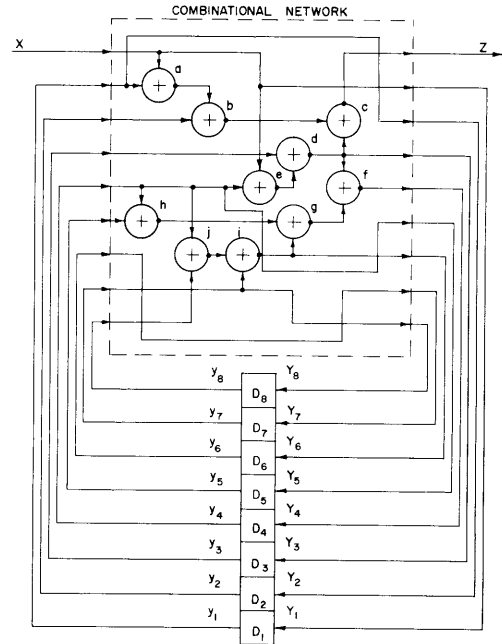 COMBINATIONAL NETWORK
X
Z
a
b
c
d
e
f
h
g
j
i
y8 D8 Y8
y7 D7 Y7
y6 D6 Y6
y5 D5 Y5
y4 D4 Y4
y3 D3 Y3
y2 D2 Y2
y1 D1 Y1